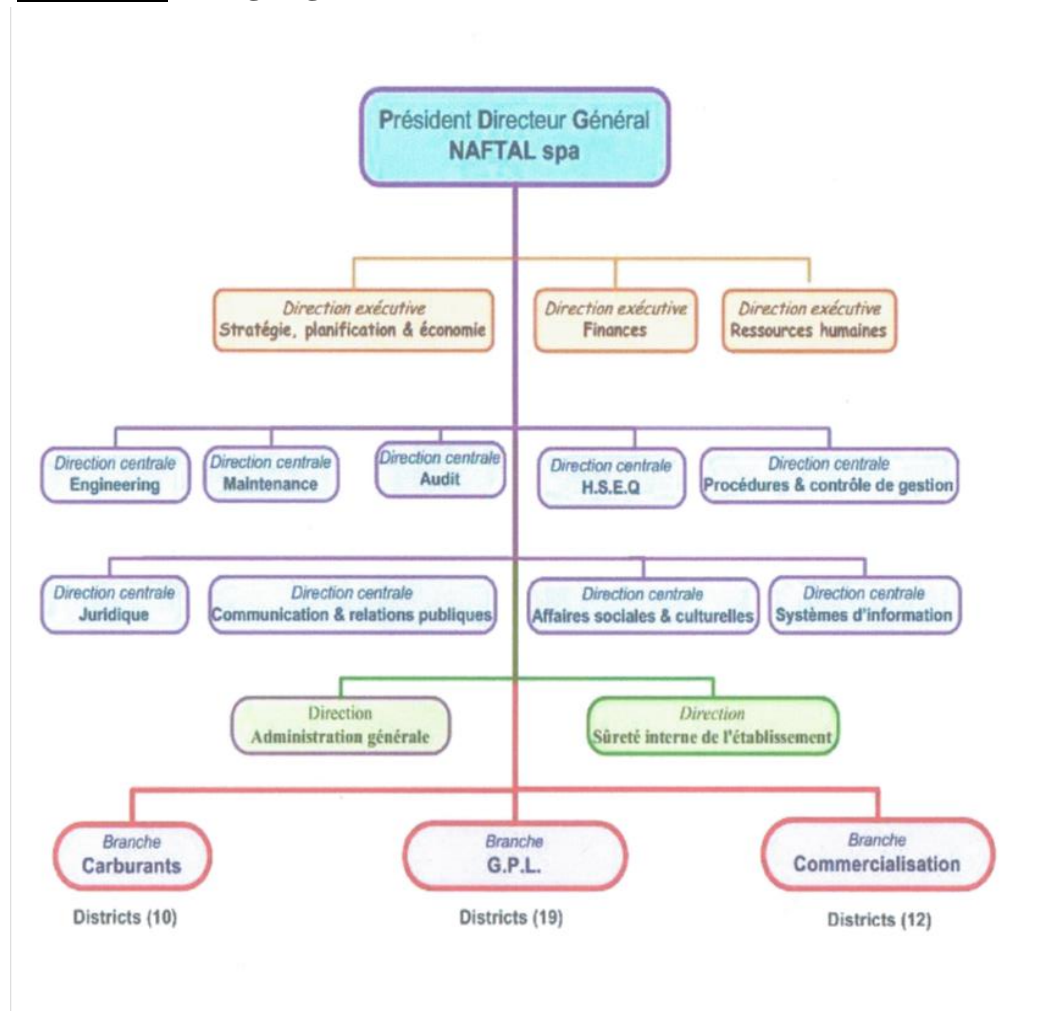 Président Directeur Général
NAFTAL spa
Direction exécutive
Stratégie, planification & économie
Direction exécutive
Finances
Direction exécutive
Ressources humaines
Direction centrale
Engineering
Direction centrale
Maintenance
Direction centrale
Audit
Direction centrale
H.S.E.Q
Direction centrale
Procédures & contrôle de gestion
Direction centrale
Juridique
Direction centrale
Communication & relations publiques
Direction centrale
Affaires sociales & culturelles
Direction centrale
Systèmes d'information
Direction
Administration générale
Direction
Sûreté interne de l'établissement
Branche
Carburants
Branche
G.P.L.
Branche
Commercialisation
Districts (10)
Districts (19)
Districts (12)